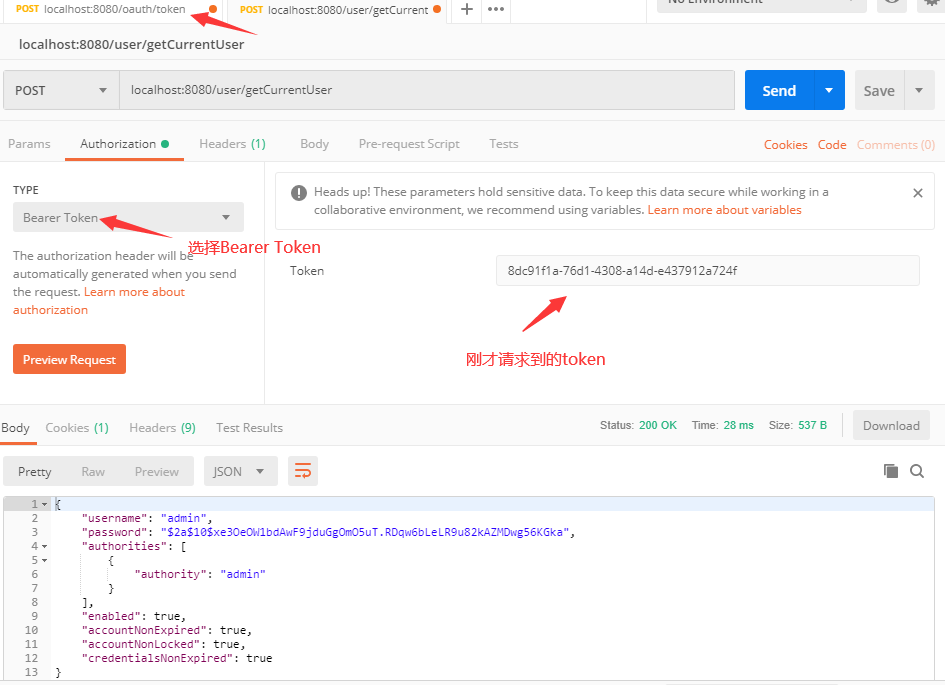 POST localhost:8080/oauth/token
POST localhost:8080/user/getCurrent
No Environment
localhost:8080/user/getCurrentUser
POST localhost:8080/user/getCurrentUser Send Save
Params Authorization Headers (1) Body Pre-request Script Tests Cookies Code Comments (0)
TYPE
Bearer Token
选择Bearer Token
The authorization header will be
automatically generated when you send
the request. Learn more about
authorization
Preview Request
Heads up! These parameters hold sensitive data. To keep this data secure while working in a
collaborative environment, we recommend using variables. Learn more about variables
Token 8dc91f1a-76d1-4308-a14d-e437912a724f
刚才请求到的token
Body Cookies (1) Headers (9) Test Results Status: 200 OK Time: 28 ms Size: 537 B Download
Pretty Raw Preview JSON
1 {
2 "username": "admin",
3 "password": "$2a$10$xe3OeOW1bdAwF9jduGgOmO5uT.RDqw6bLeLR9u82kAZMDwg56KGka",
4 "authorities": [
5 {
6 "authority": "admin"
7 }
8 ],
9 "enabled": true,
10 "accountNonExpired": true,
11 "accountNonLocked": true,
12 "credentialsNonExpired": true
13 }